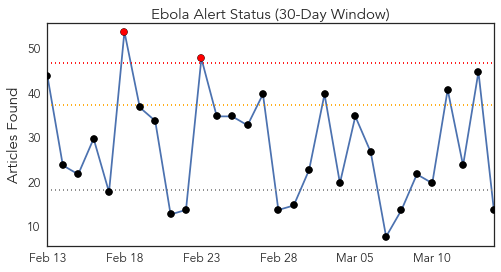 Ebola Alert Status (30-Day Window)
Articles Found
50
40
30
20
10
Feb 13 Feb 18 Feb 23 Feb 28 Mar 05 Mar 10